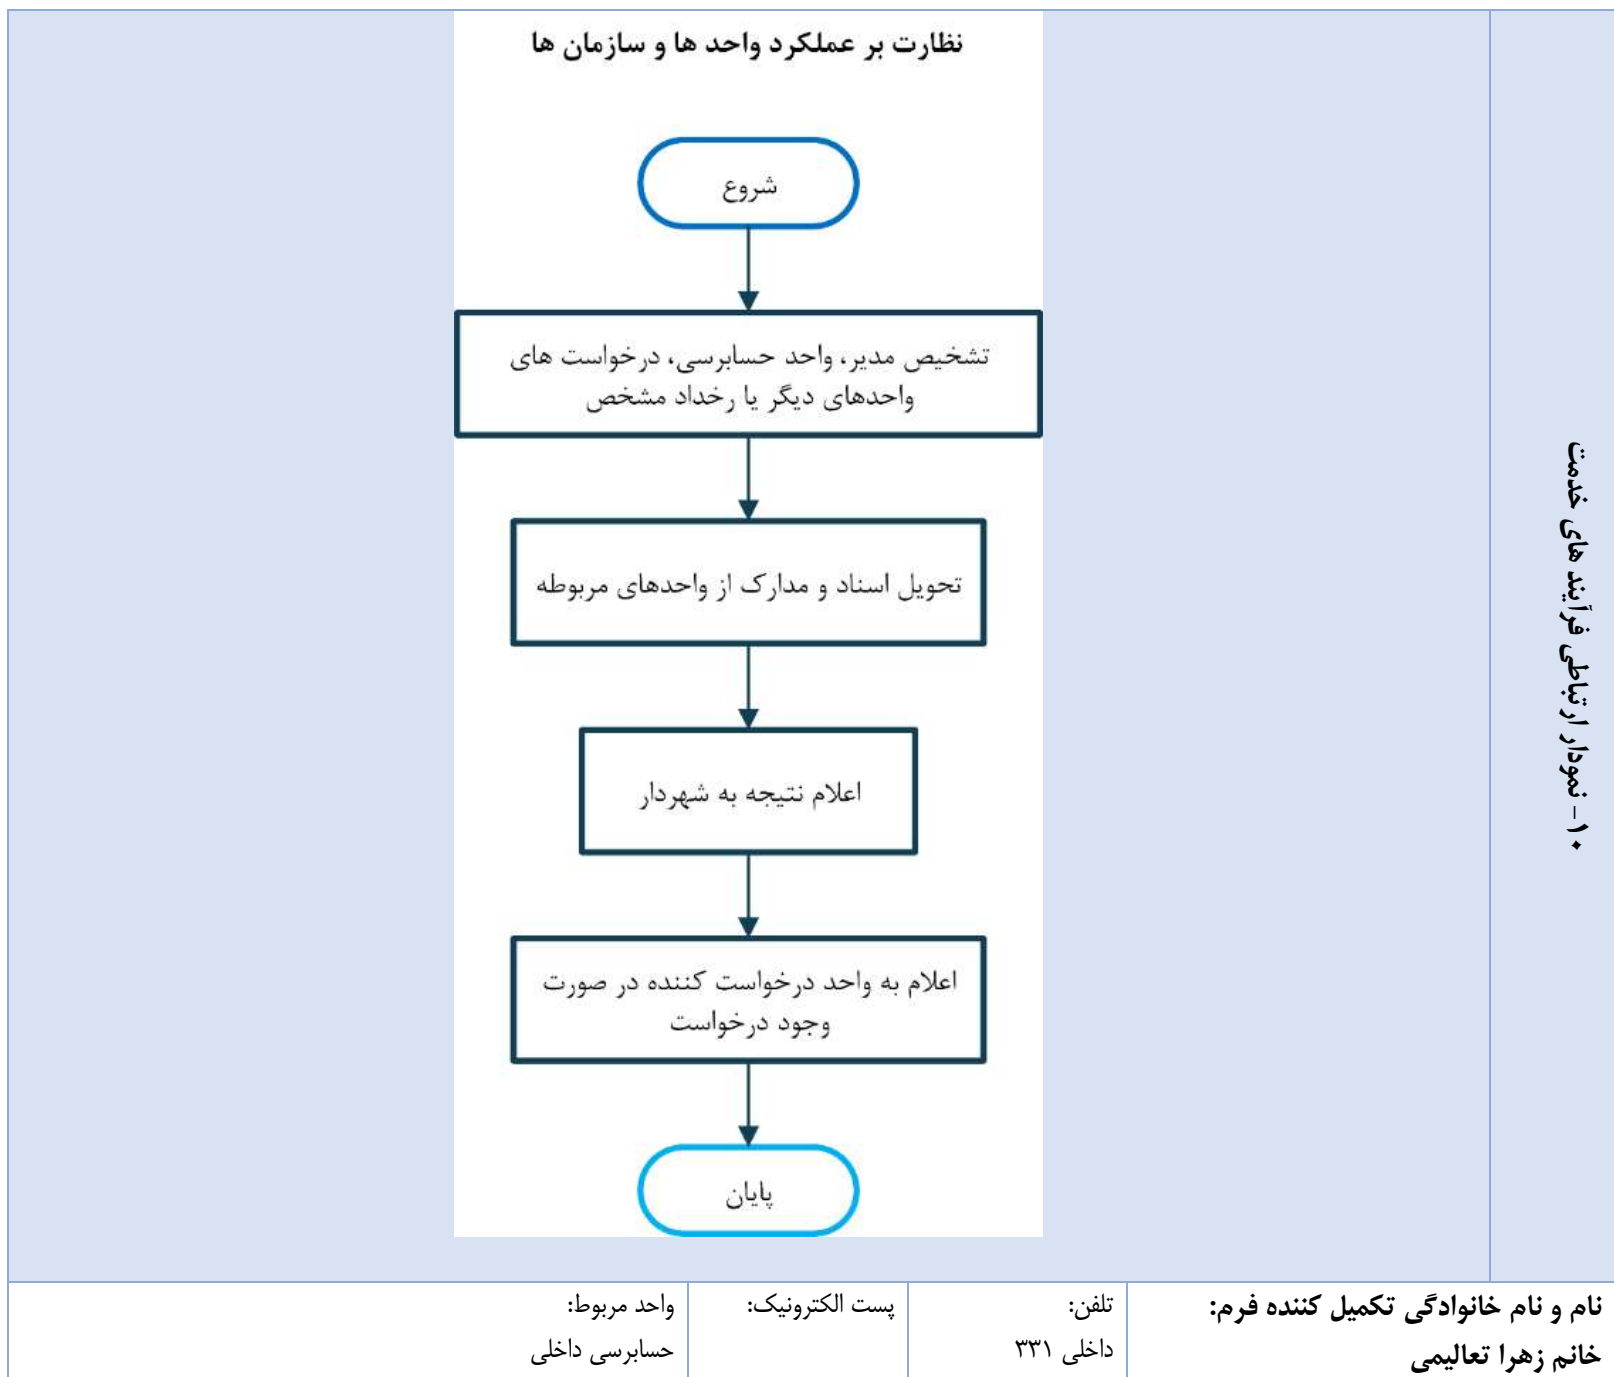 ۱۰- نمودار ارتباطی فرآیند های خدمت
نظارت بر عملکرد واحد ها و سازمان ها
شروع
تشخیص مدیر، واحد حسابرسی، درخواست های
واحدهای دیگر یا رخداد مشخص
تحویل اسناد و مدارک از واحدهای مربوطه
اعلام نتیجه به شهردار
اعلام به واحد درخواست کننده در صورت
وجود درخواست
پایان
نام و نام خانوادگی تکمیل کننده فرم:
خانم زهرا تعالیمی
تلفن:
داخلی ۳۳۱
پست الکترونیک:
واحد مربوط:
حسابرسی داخلی